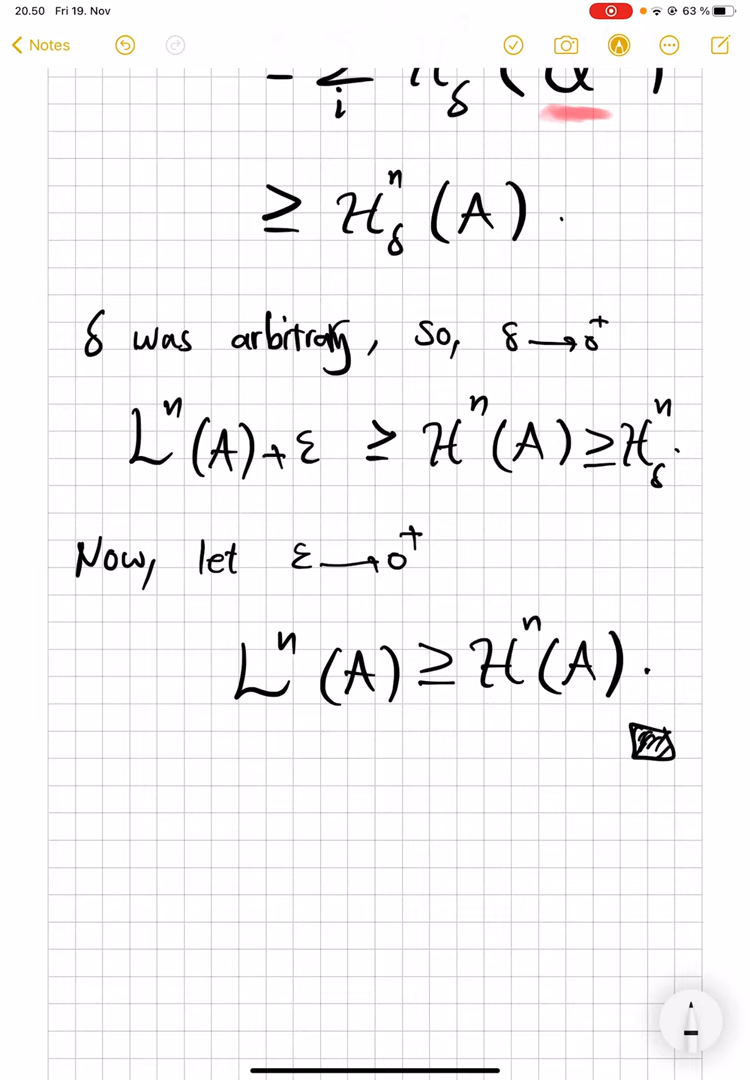 20.50 Fri 19. Nov 63 %
Notes
i δ
≥ ℋ^n_δ (A).
δ was arbitrary, so, δ → 0^+
L^n(A) + ε ≥ ℋ^n(A) ≥ ℋ^n_δ.
Now, let ε → 0^+
L^n(A) ≥ ℋ^n(A).